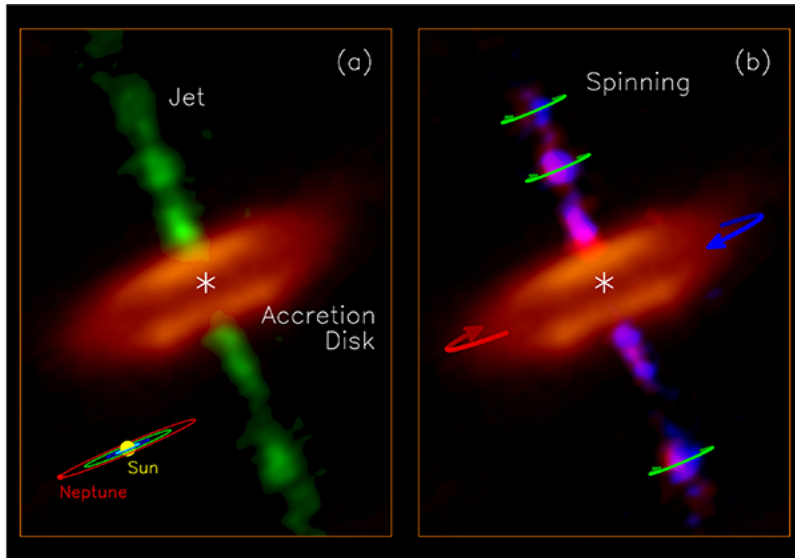 (a)
Jet
Accretion
Disk
Sun
Neptune
(b)
Spinning